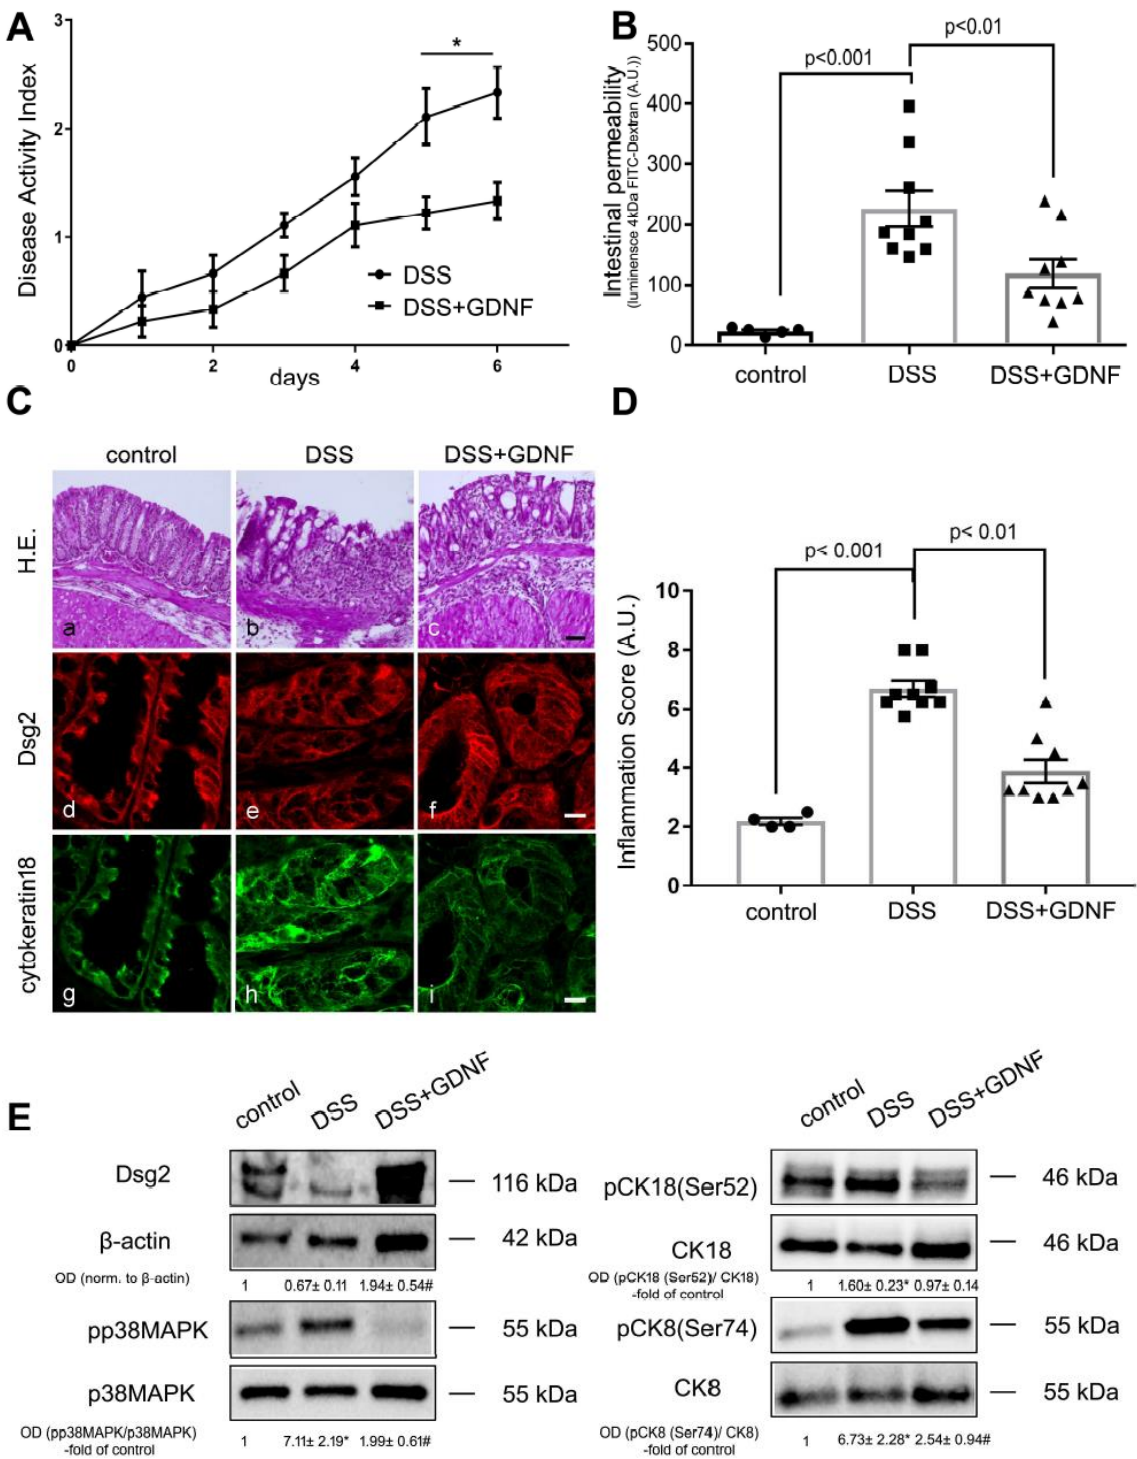 A
3
2
1
0
Disease Activity Index
*
DSS
DSS+GDNF
0
2
4
6
days
B
500
400
300
200
100
0
Intestinal permeability
(luminensce 4kDa FITC-Dextran (A.U.))
p<0.001
p<0.01
control
DSS
DSS+GDNF
C
control
DSS
DSS+GDNF
H.E.
a
b
c
Dsg2
d
e
f
cytokeratin18
g
h
i
D
10
8
6
4
2
0
Inflammation Score (A.U.)
p< 0.001
p< 0.01
control
DSS
DSS+GDNF
E
control
DSS
DSS+GDNF
Dsg2
116 kDa
β-actin
42 kDa
OD (norm. to β-actin)
1 0.67± 0.11 1.94± 0.54#
pp38MAPK
55 kDa
p38MAPK
55 kDa
OD (pp38MAPK/p38MAPK)
-fold of control
1 7.11± 2.19* 1.99± 0.61#
control
DSS
DSS+GDNF
pCK18(Ser52)
46 kDa
CK18
46 kDa
OD (pCK18 (Ser52)/ CK18)
-fold of control
1 1.60± 0.23* 0.97± 0.14
pCK8(Ser74)
55 kDa
CK8
55 kDa
OD (pCK8 (Ser74)/ CK8)
-fold of control
1 6.73± 2.28* 2.54± 0.94#